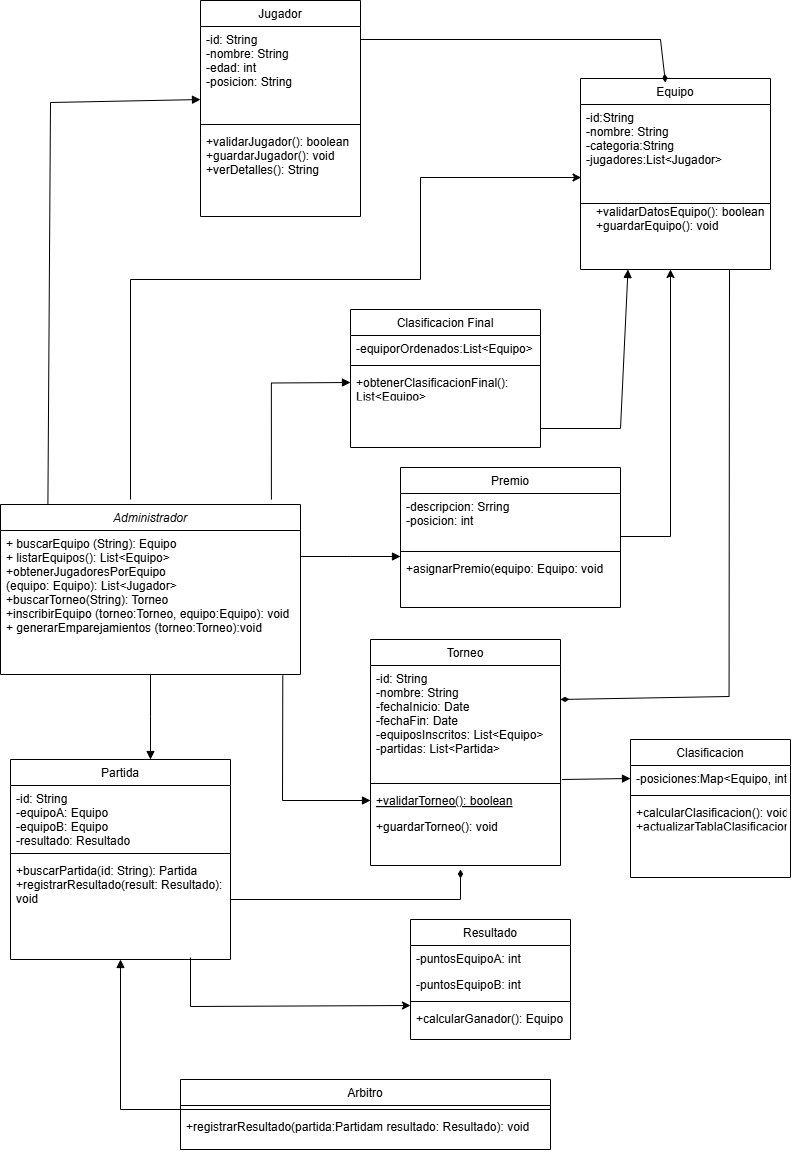 Jugador
-id: String
-nombre: String
-edad: int
-posicion: String
+validarJugador(): boolean
+guardarJugador(): void
+verDetalles(): String
Equipo
-id:String
-nombre: String
-categoria:String
-jugadores:List<Jugador>
+validarDatosEquipo(): boolean
+guardarEquipo(): void
Clasificacion Final
-equiporOrdenados:List<Equipo>
+obtenerClasificacionFinal():
List<Equipo>
Premio
-descripcion: Srring
-posicion: int
+asignarPremio(equipo: Equipo: void
Administrador
+ buscarEquipo (String): Equipo
+ listarEquipos(): List<Equipo>
+obtenerJugadoresPorEquipo
(equipo: Equipo): List<Jugador>
+buscarTorneo(String): Torneo
+inscribirEquipo (torneo:Torneo, equipo:Equipo): void
+ generarEmparejamientos (torneo:Torneo):void
Torneo
-id: String
-nombre: String
-fechaInicio: Date
-fechaFin: Date
-equiposInscritos: List<Equipo>
-partidas: List<Partida>
+validarTorneo(): boolean
+guardarTorneo(): void
Clasificacion
-posiciones:Map<Equipo, int
+calcularClasificacion(): void
+actualizarTablaClasificacion
Partida
-id: String
-equipoA: Equipo
-equipoB: Equipo
-resultado: Resultado
+buscarPartida(id: String): Partida
+registrarResultado(result: Resultado):
void
Resultado
-puntosEquipoA: int
-puntosEquipoB: int
+calcularGanador(): Equipo
Arbitro
+registrarResultado(partida:Partidam resultado: Resultado): void